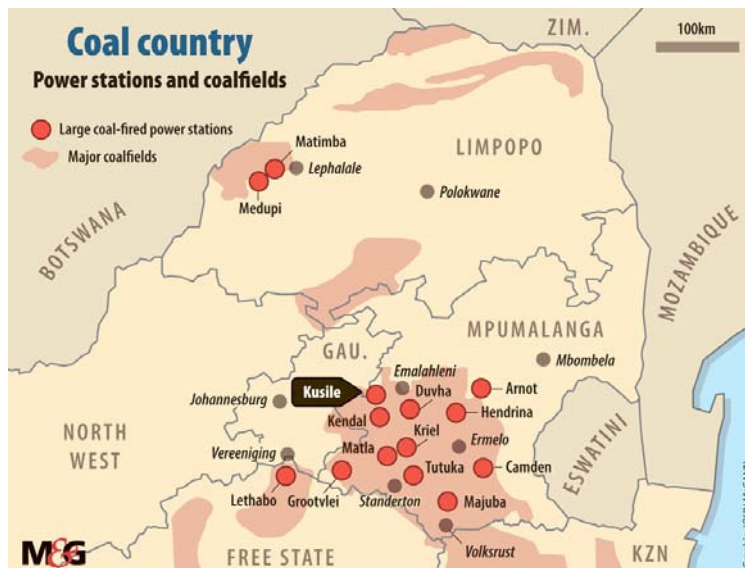 Coal country
Power stations and coalfields
Large coal-fired power stations
Major coalfields
ZIM.
100km
Matimba
Lephalale
Medupi
LIMPOPO
Polokwane
BOTSWANA
MOZAMBIQUE
MPUMALANGA
GAU.
Mbombela
Emalahleni
Kusile
Duvha
Arnot
Johannesburg
Kendal
Hendrina
Kriel
NORTH
WEST
Vereeniging
Matla
Ermelo
ESWATINI
Tutuka
Camden
Lethabo
Grootvlei
Standerton
Majuba
Volksrust
M&G
FREE STATE
KZN